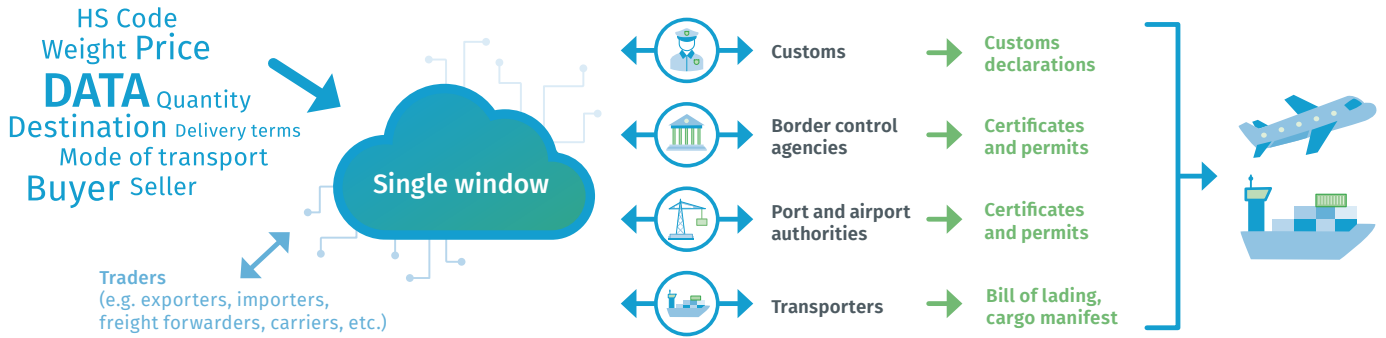 HS Code
Weight Price
DATA Quantity
Destination Delivery terms
Mode of transport
Buyer Seller
Single window
Traders
(e.g. exporters, importers,
freight forwarders, carriers, etc.)
Customs
Customs
declarations
Border control
agencies
Certificates
and permits
Port and airport
authorities
Certificates
and permits
Transporters
Bill of lading,
cargo manifest